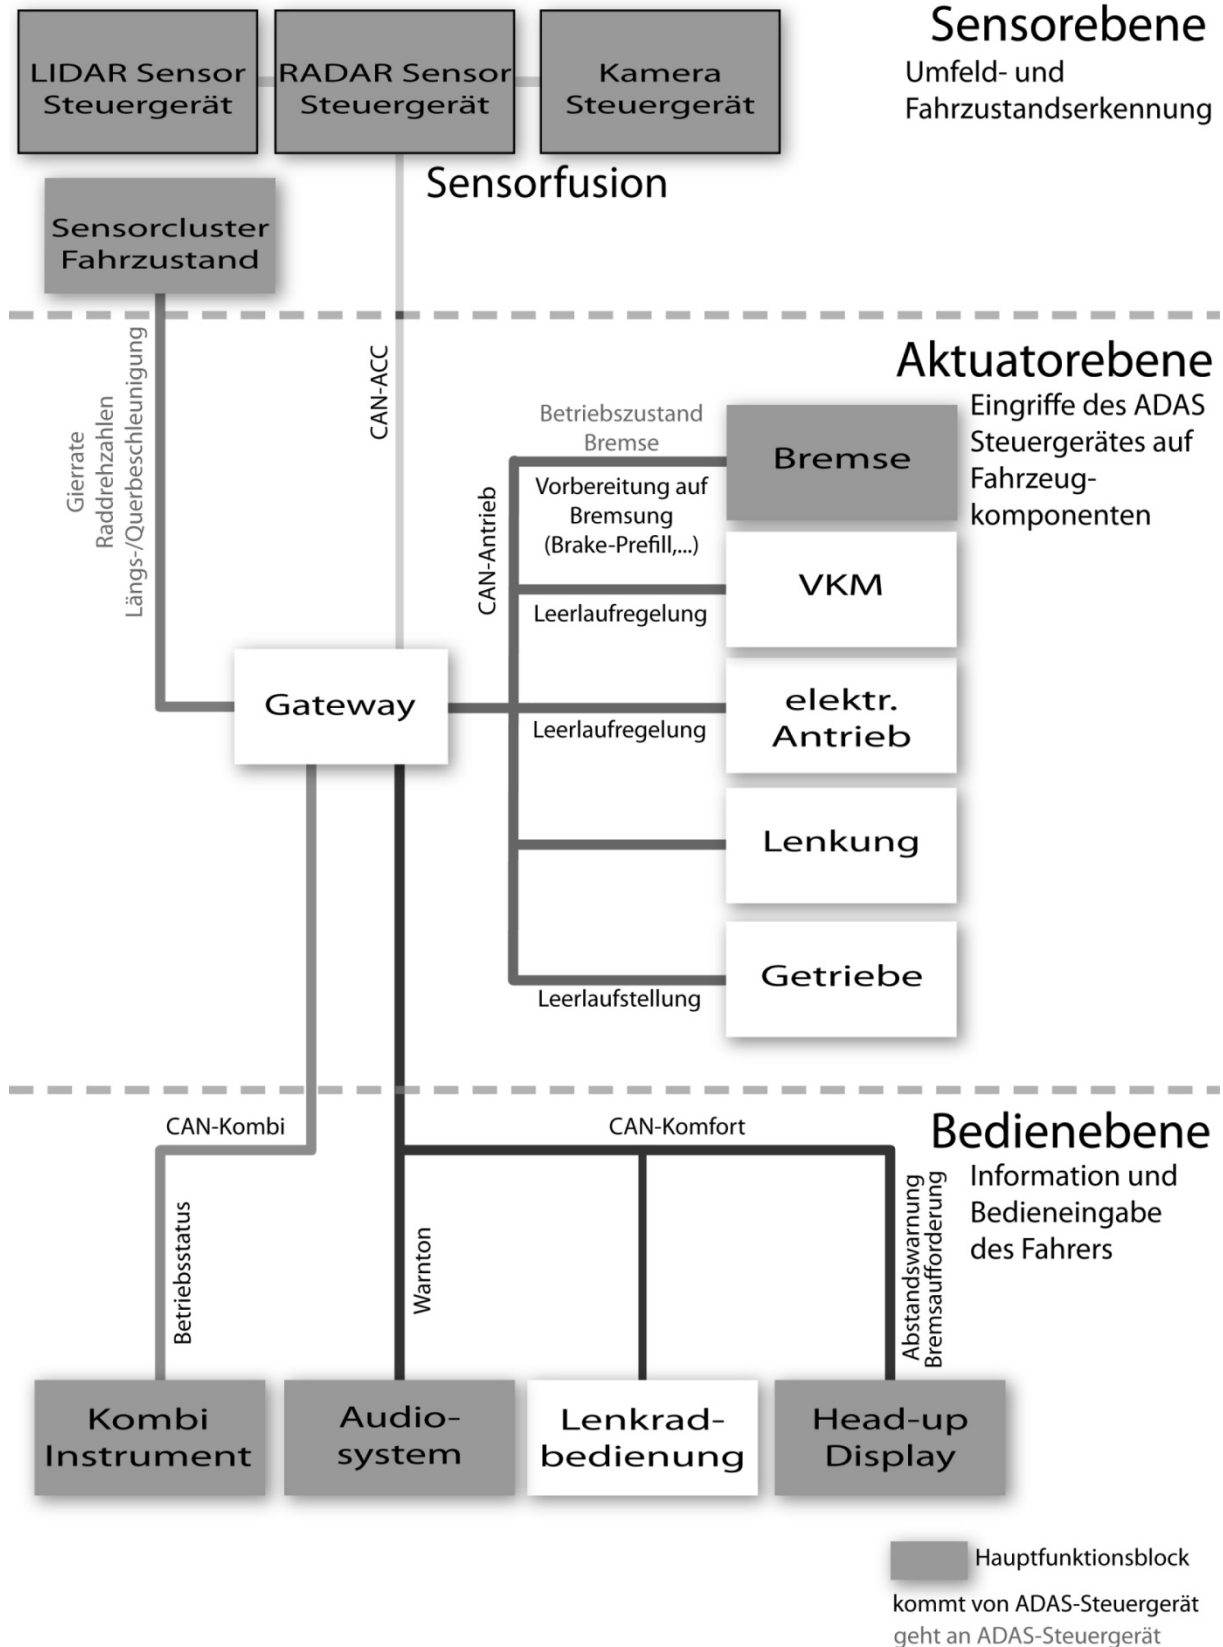 Sensorebene
Umfeld- und
Fahrzustandserkennung
LIDAR Sensor
Steuergerät
RADAR Sensor
Steuergerät
Kamera
Steuergerät
Sensorfusion
Sensorcluster
Fahrzustand
Gierrate
Raddrehzahlen
Längs-/Querbeschleunigung
CAN-ACC
Aktuatorebene
Eingriffe des ADAS
Steuergerätes auf
Fahrzeug-
komponenten
CAN-Antrieb
Betriebszustand
Bremse
Bremse
Vorbereitung auf
Bremsung
(Brake-Prefill,...)
VKM
Leerlaufregelung
Gateway
elektr.
Antrieb
Leerlaufregelung
Lenkung
Getriebe
Leerlaufstellung
CAN-Kombi
CAN-Komfort
Bedienebene
Information und
Bedieneingabe
des Fahrers
Betriebsstatus
Warnton
Abstandswarnung
Bremsaufforderung
Kombi
Instrument
Audio-
system
Lenkrad-
bedienung
Head-up
Display
Hauptfunktionsblock
kommt von ADAS-Steuergerät
geht an ADAS-Steuergerät